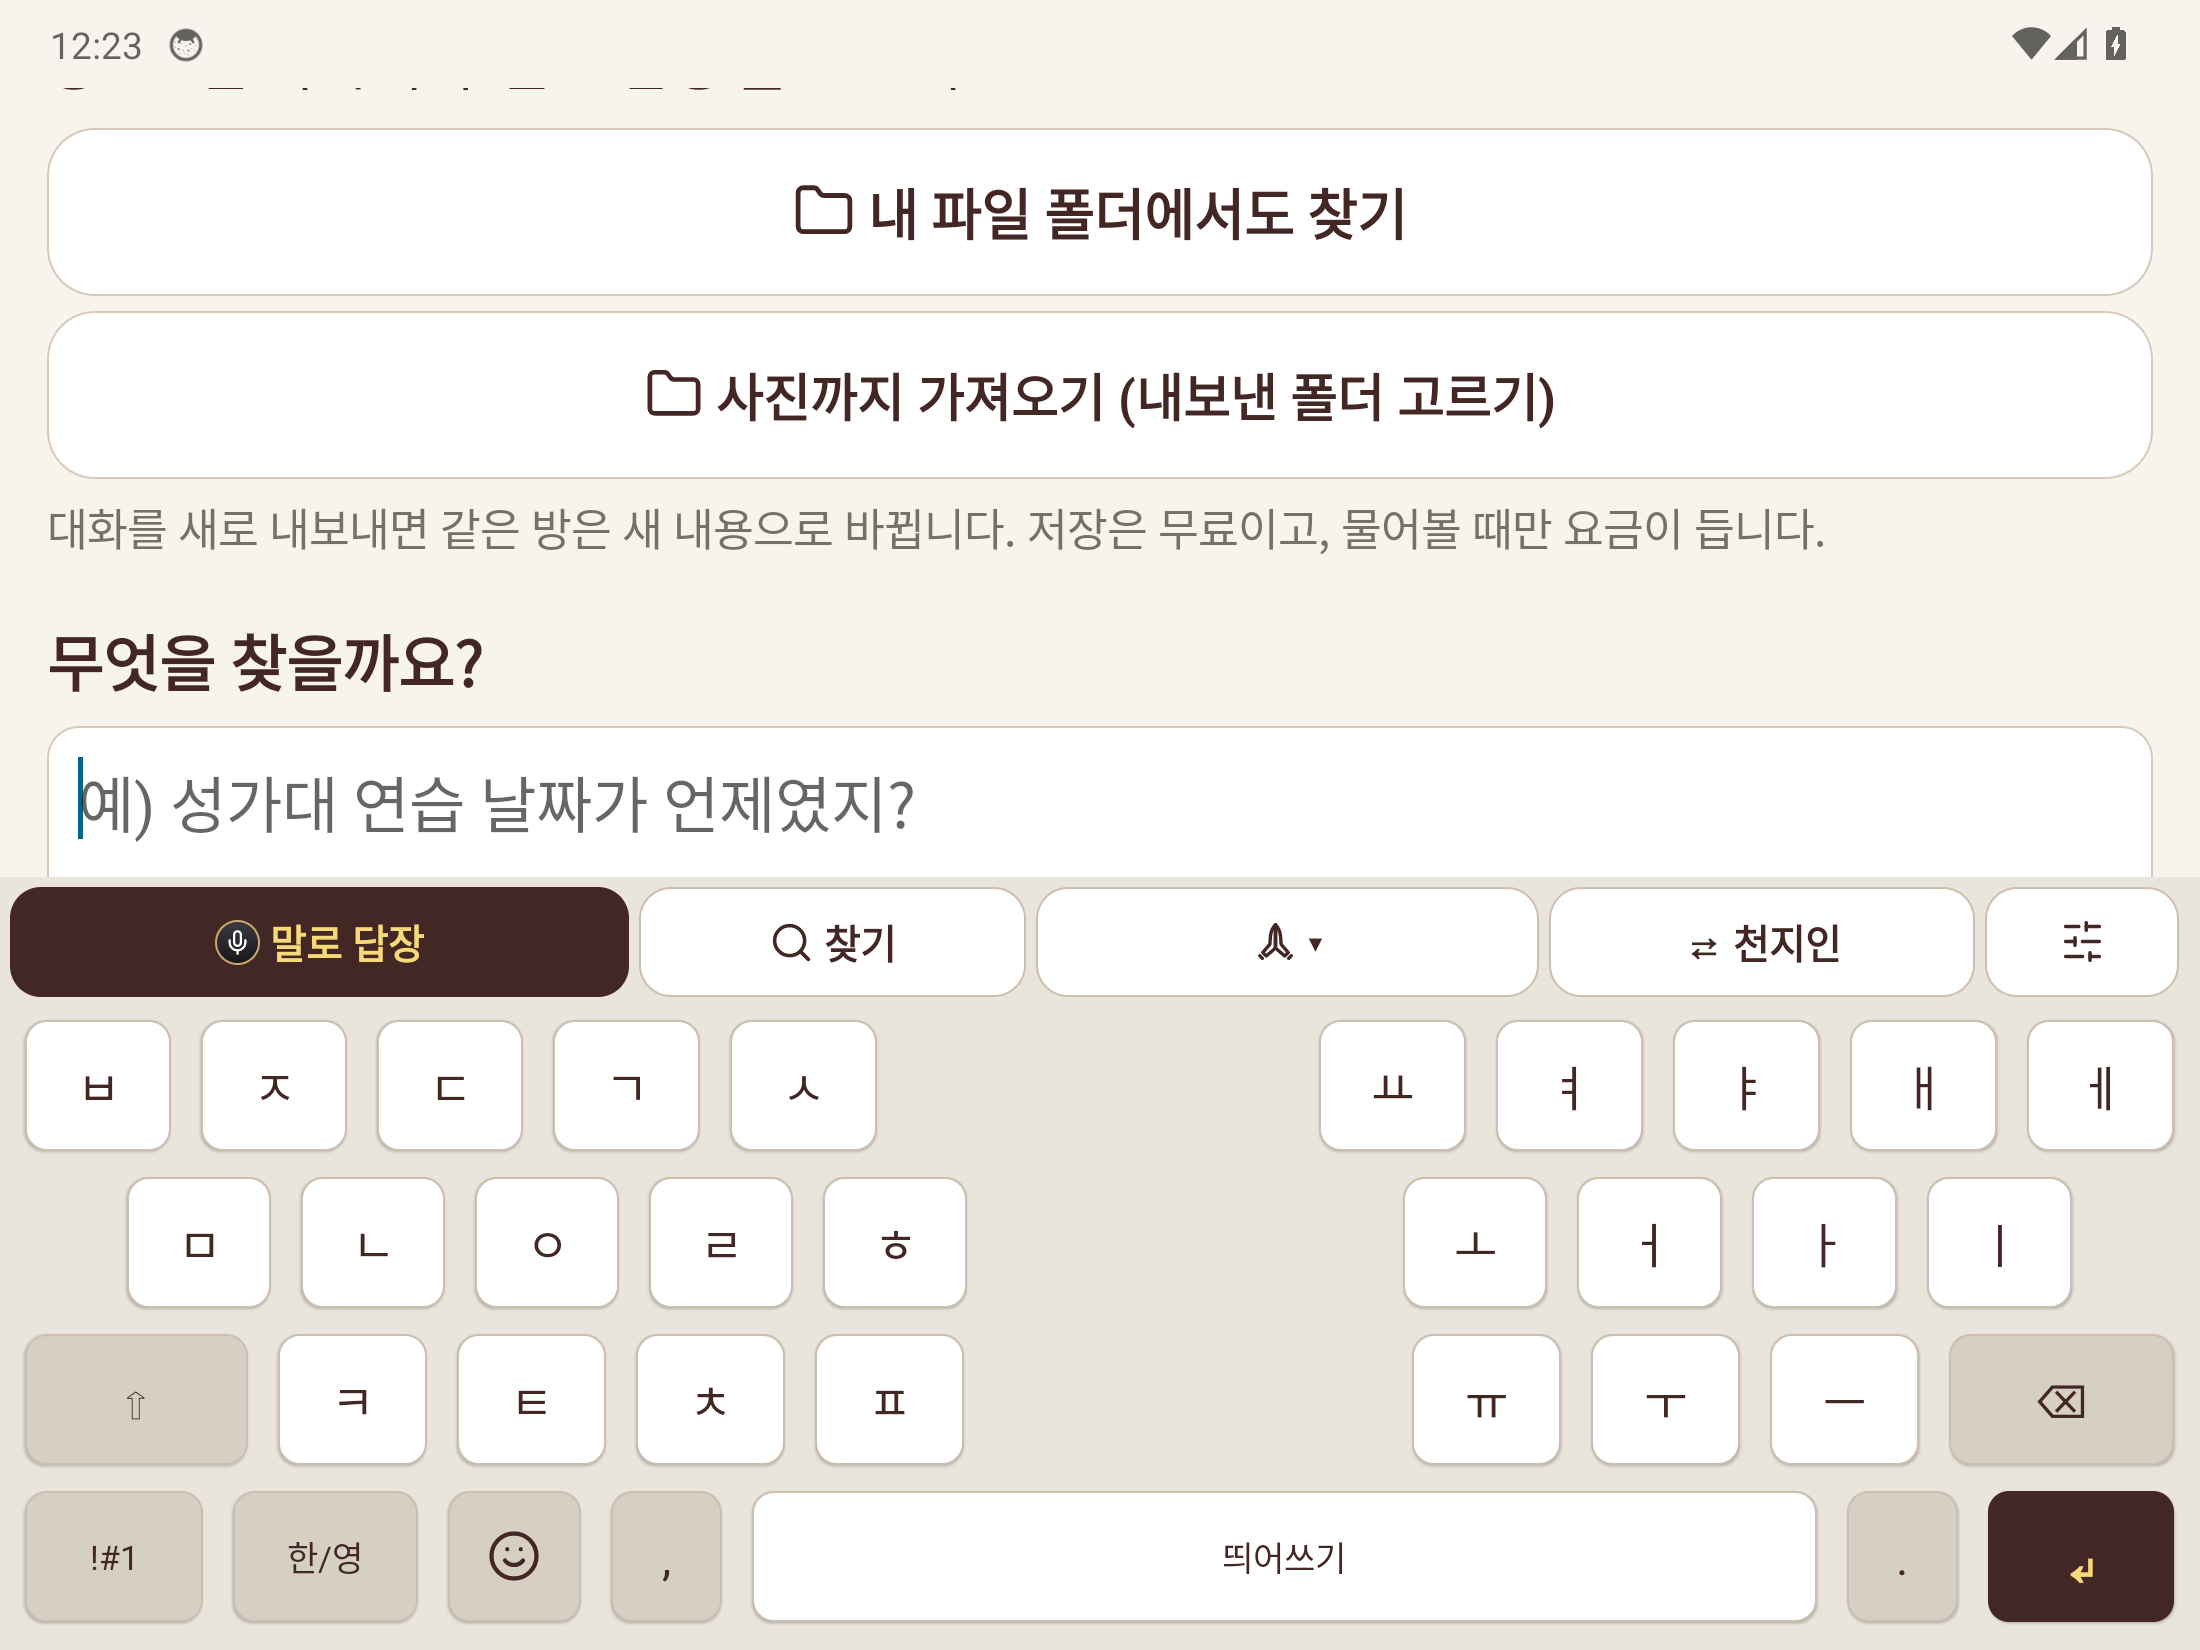 12:23
내 파일 폴더에서도 찾기
사진까지 가져오기 (내보낸 폴더 고르기)
대화를 새로 내보내면 같은 방은 새 내용으로 바뀝니다. 저장은 무료이고, 물어볼 때만 요금이 듭니다.
무엇을 찾을까요?
예) 성가대 연습 날짜가 언제였지?
말로 답장 찾기 ▾ ⇄ 천지인
ㅂ ㅈ ㄷ ㄱ ㅅ ㅛ ㅕ ㅑ ㅐ ㅔ
ㅁ ㄴ ㅇ ㄹ ㅎ ㅗ ㅓ ㅏ ㅣ
⇧ ㅋ ㅌ ㅊ ㅍ ㅠ ㅜ ㅡ ⌫
!#1 한/영 , 띄어쓰기 . ↲